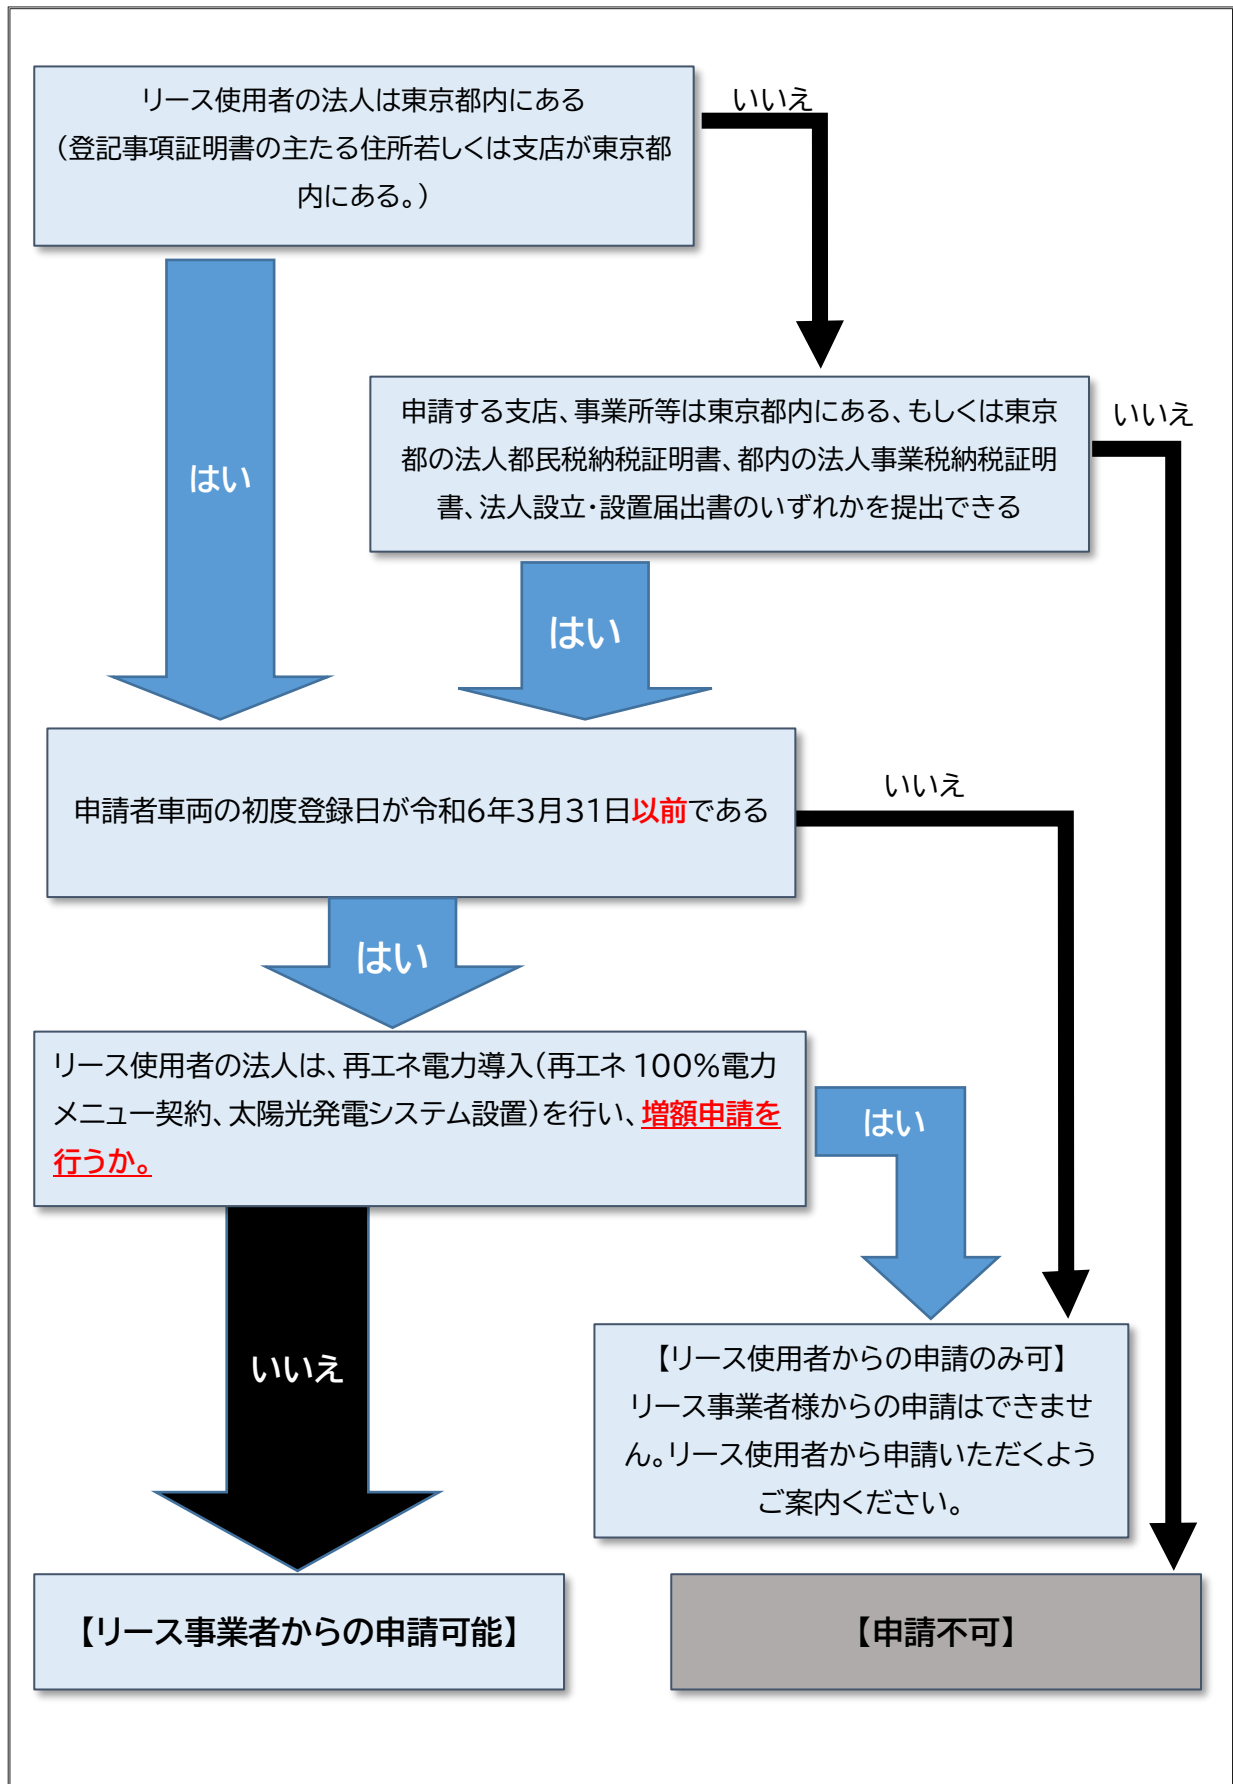 リース使用者の法人は東京都内にある
（登記事項証明書の主たる住所若しくは支店が東京都
内にある。）
いいえ
申請する支店、事業所等は東京都内にある、もしくは東京
都の法人都民税納税証明書、都内の法人事業税納税証明
書、法人設立・設置届出書のいずれかを提出できる
いいえ
はい
はい
申請者車両の初度登録日が令和6年3月31日以前である
いいえ
はい
リース使用者の法人は、再エネ電力導入（再エネ100%電力
メニュー契約、太陽光発電システム設置）を行い、増額申請を
行うか。
はい
いいえ
【リース使用者からの申請のみ可】
リース事業者様からの申請はできませ
ん。リース使用者から申請いただくよう
ご案内ください。
【リース事業者からの申請可能】
【申請不可】